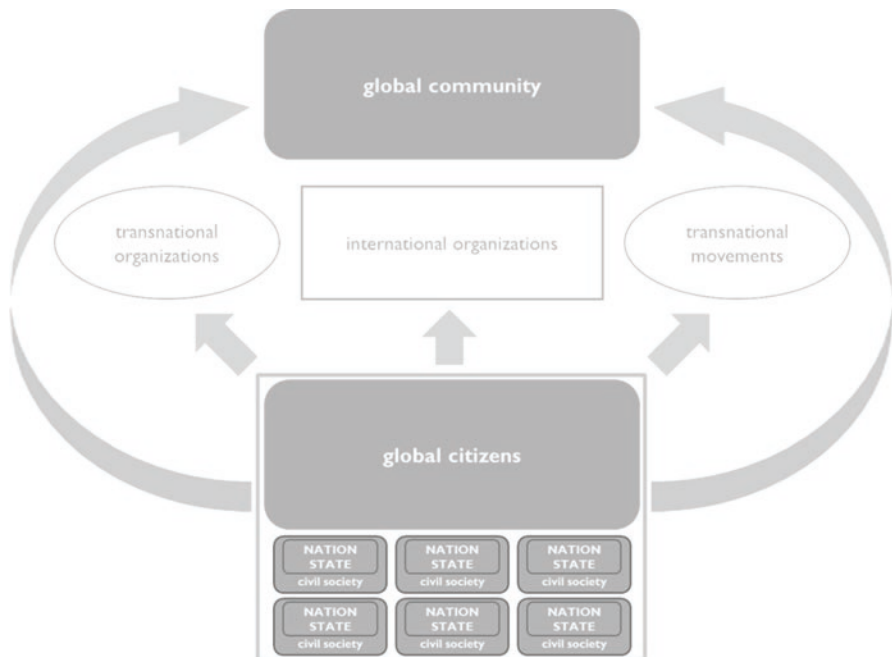 global community
transnational
organizations
international organizations
transnational
movements
global citizens
NATION
STATE
civil society
NATION
STATE
civil society
NATION
STATE
civil society
NATION
STATE
civil society
NATION
STATE
civil society
NATION
STATE
civil society